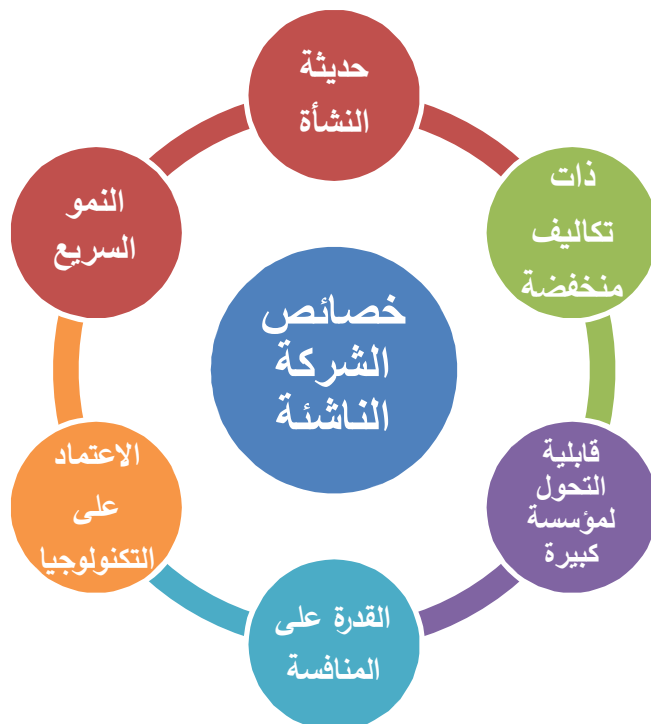 خصائص
الشركة
الناشئة
حديثة
النشأة
ذات
تكاليف
منخفضة
قابلية
التحول
لمؤسسة
كبيرة
القدرة على
المنافسة
الاعتماد
على
التكنولوجيا
النمو
السريع